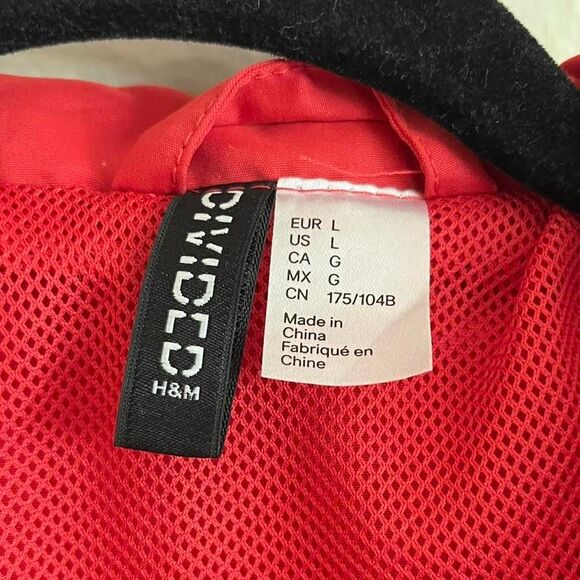 DIVIDED
H&M
EUR L
US L
CA G
MX G
CN 175/104B
Made in
China
Fabriqué en
Chine